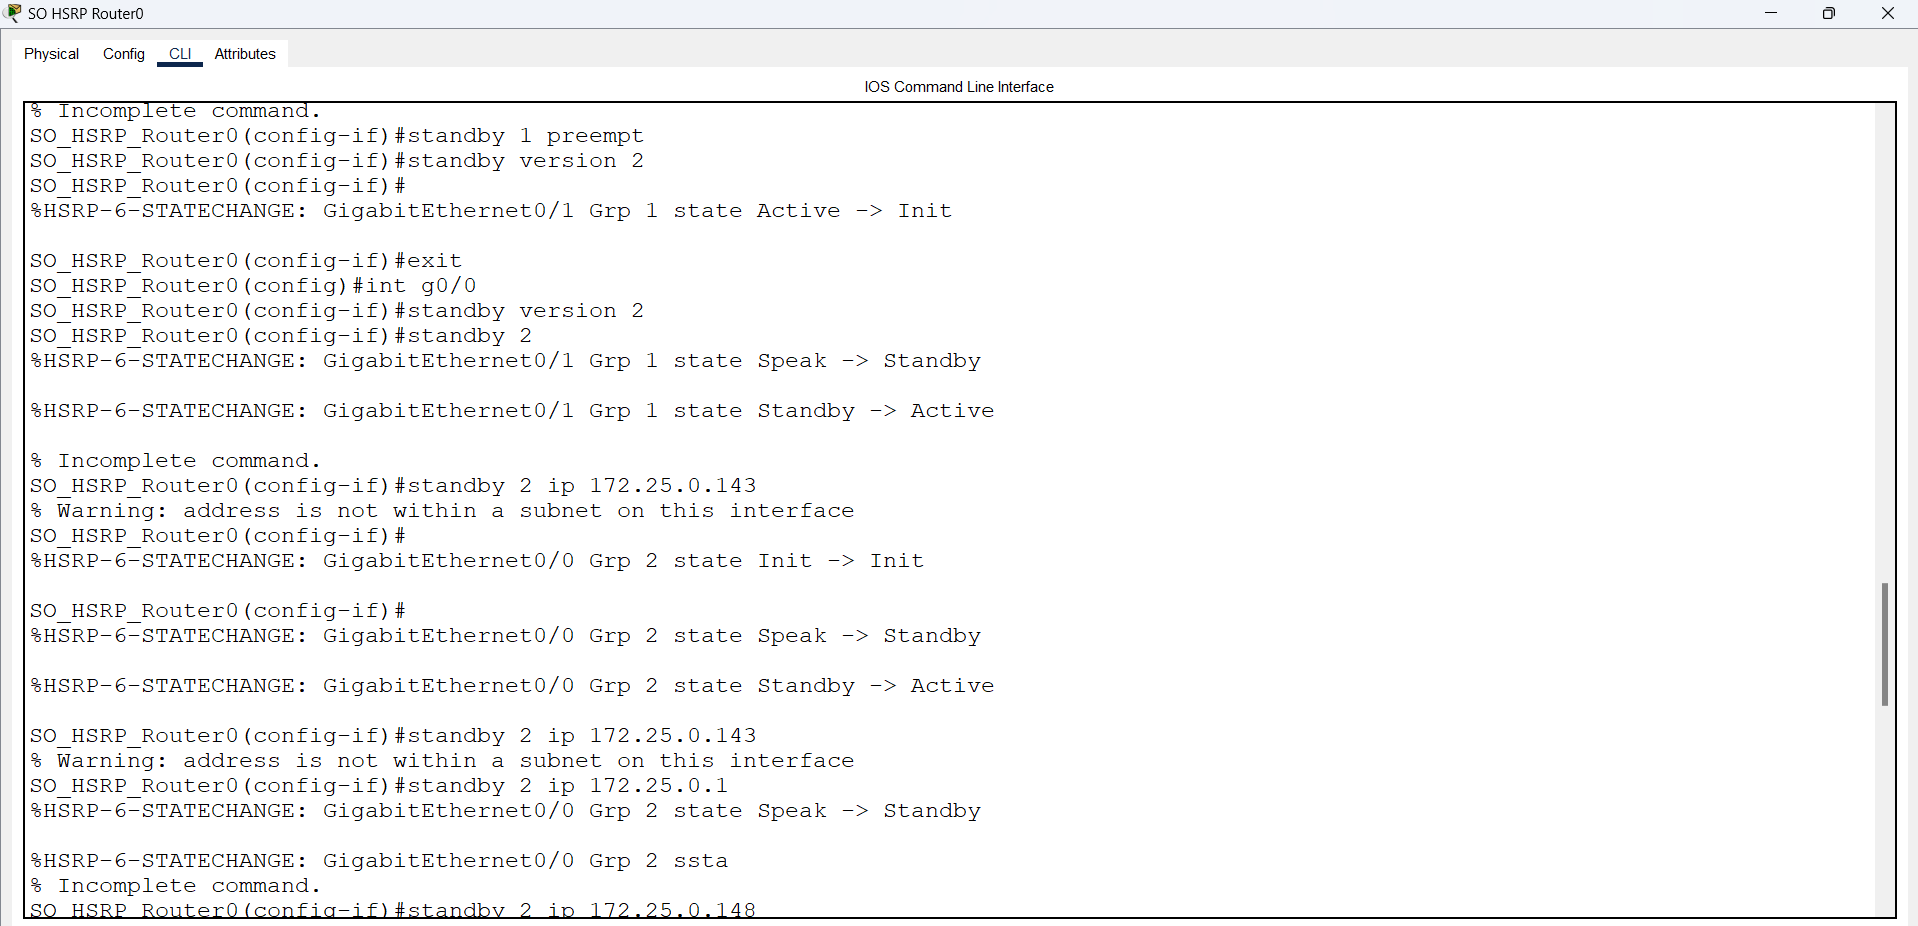 SO HSRP Router0
Physical Config CLI Attributes
IOS Command Line Interface
% Incomplete command.
SO_HSRP_Router0(config-if)#standby 1 preempt
SO_HSRP_Router0(config-if)#standby version 2
SO_HSRP_Router0(config-if)#
%HSRP-6-STATECHANGE: GigabitEthernet0/1 Grp 1 state Active -> Init
SO_HSRP_Router0(config-if)#exit
SO_HSRP_Router0(config)#int g0/0
SO_HSRP_Router0(config-if)#standby version 2
SO_HSRP_Router0(config-if)#standby 2
%HSRP-6-STATECHANGE: GigabitEthernet0/1 Grp 1 state Speak -> Standby
%HSRP-6-STATECHANGE: GigabitEthernet0/1 Grp 1 state Standby -> Active
% Incomplete command.
SO_HSRP_Router0(config-if)#standby 2 ip 172.25.0.143
% Warning: address is not within a subnet on this interface
SO_HSRP_Router0(config-if)#
%HSRP-6-STATECHANGE: GigabitEthernet0/0 Grp 2 state Init -> Init
SO_HSRP_Router0(config-if)#
%HSRP-6-STATECHANGE: GigabitEthernet0/0 Grp 2 state Speak -> Standby
%HSRP-6-STATECHANGE: GigabitEthernet0/0 Grp 2 state Standby -> Active
SO_HSRP_Router0(config-if)#standby 2 ip 172.25.0.143
% Warning: address is not within a subnet on this interface
SO_HSRP_Router0(config-if)#standby 2 ip 172.25.0.1
%HSRP-6-STATECHANGE: GigabitEthernet0/0 Grp 2 state Speak -> Standby
%HSRP-6-STATECHANGE: GigabitEthernet0/0 Grp 2 ssta
% Incomplete command.
SO_HSRP_Router0(config-if)#standby 2 ip 172.25.0.148